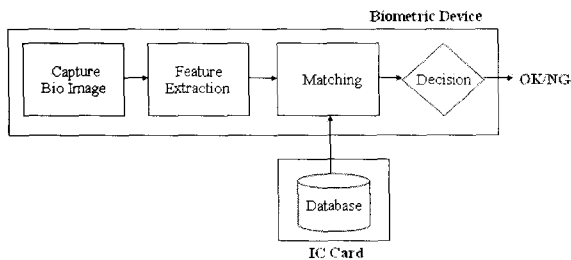 Biometric Device
Capture
Bio Image
Feature
Extraction
Matching
Decision
OK/NG
Database
IC Card